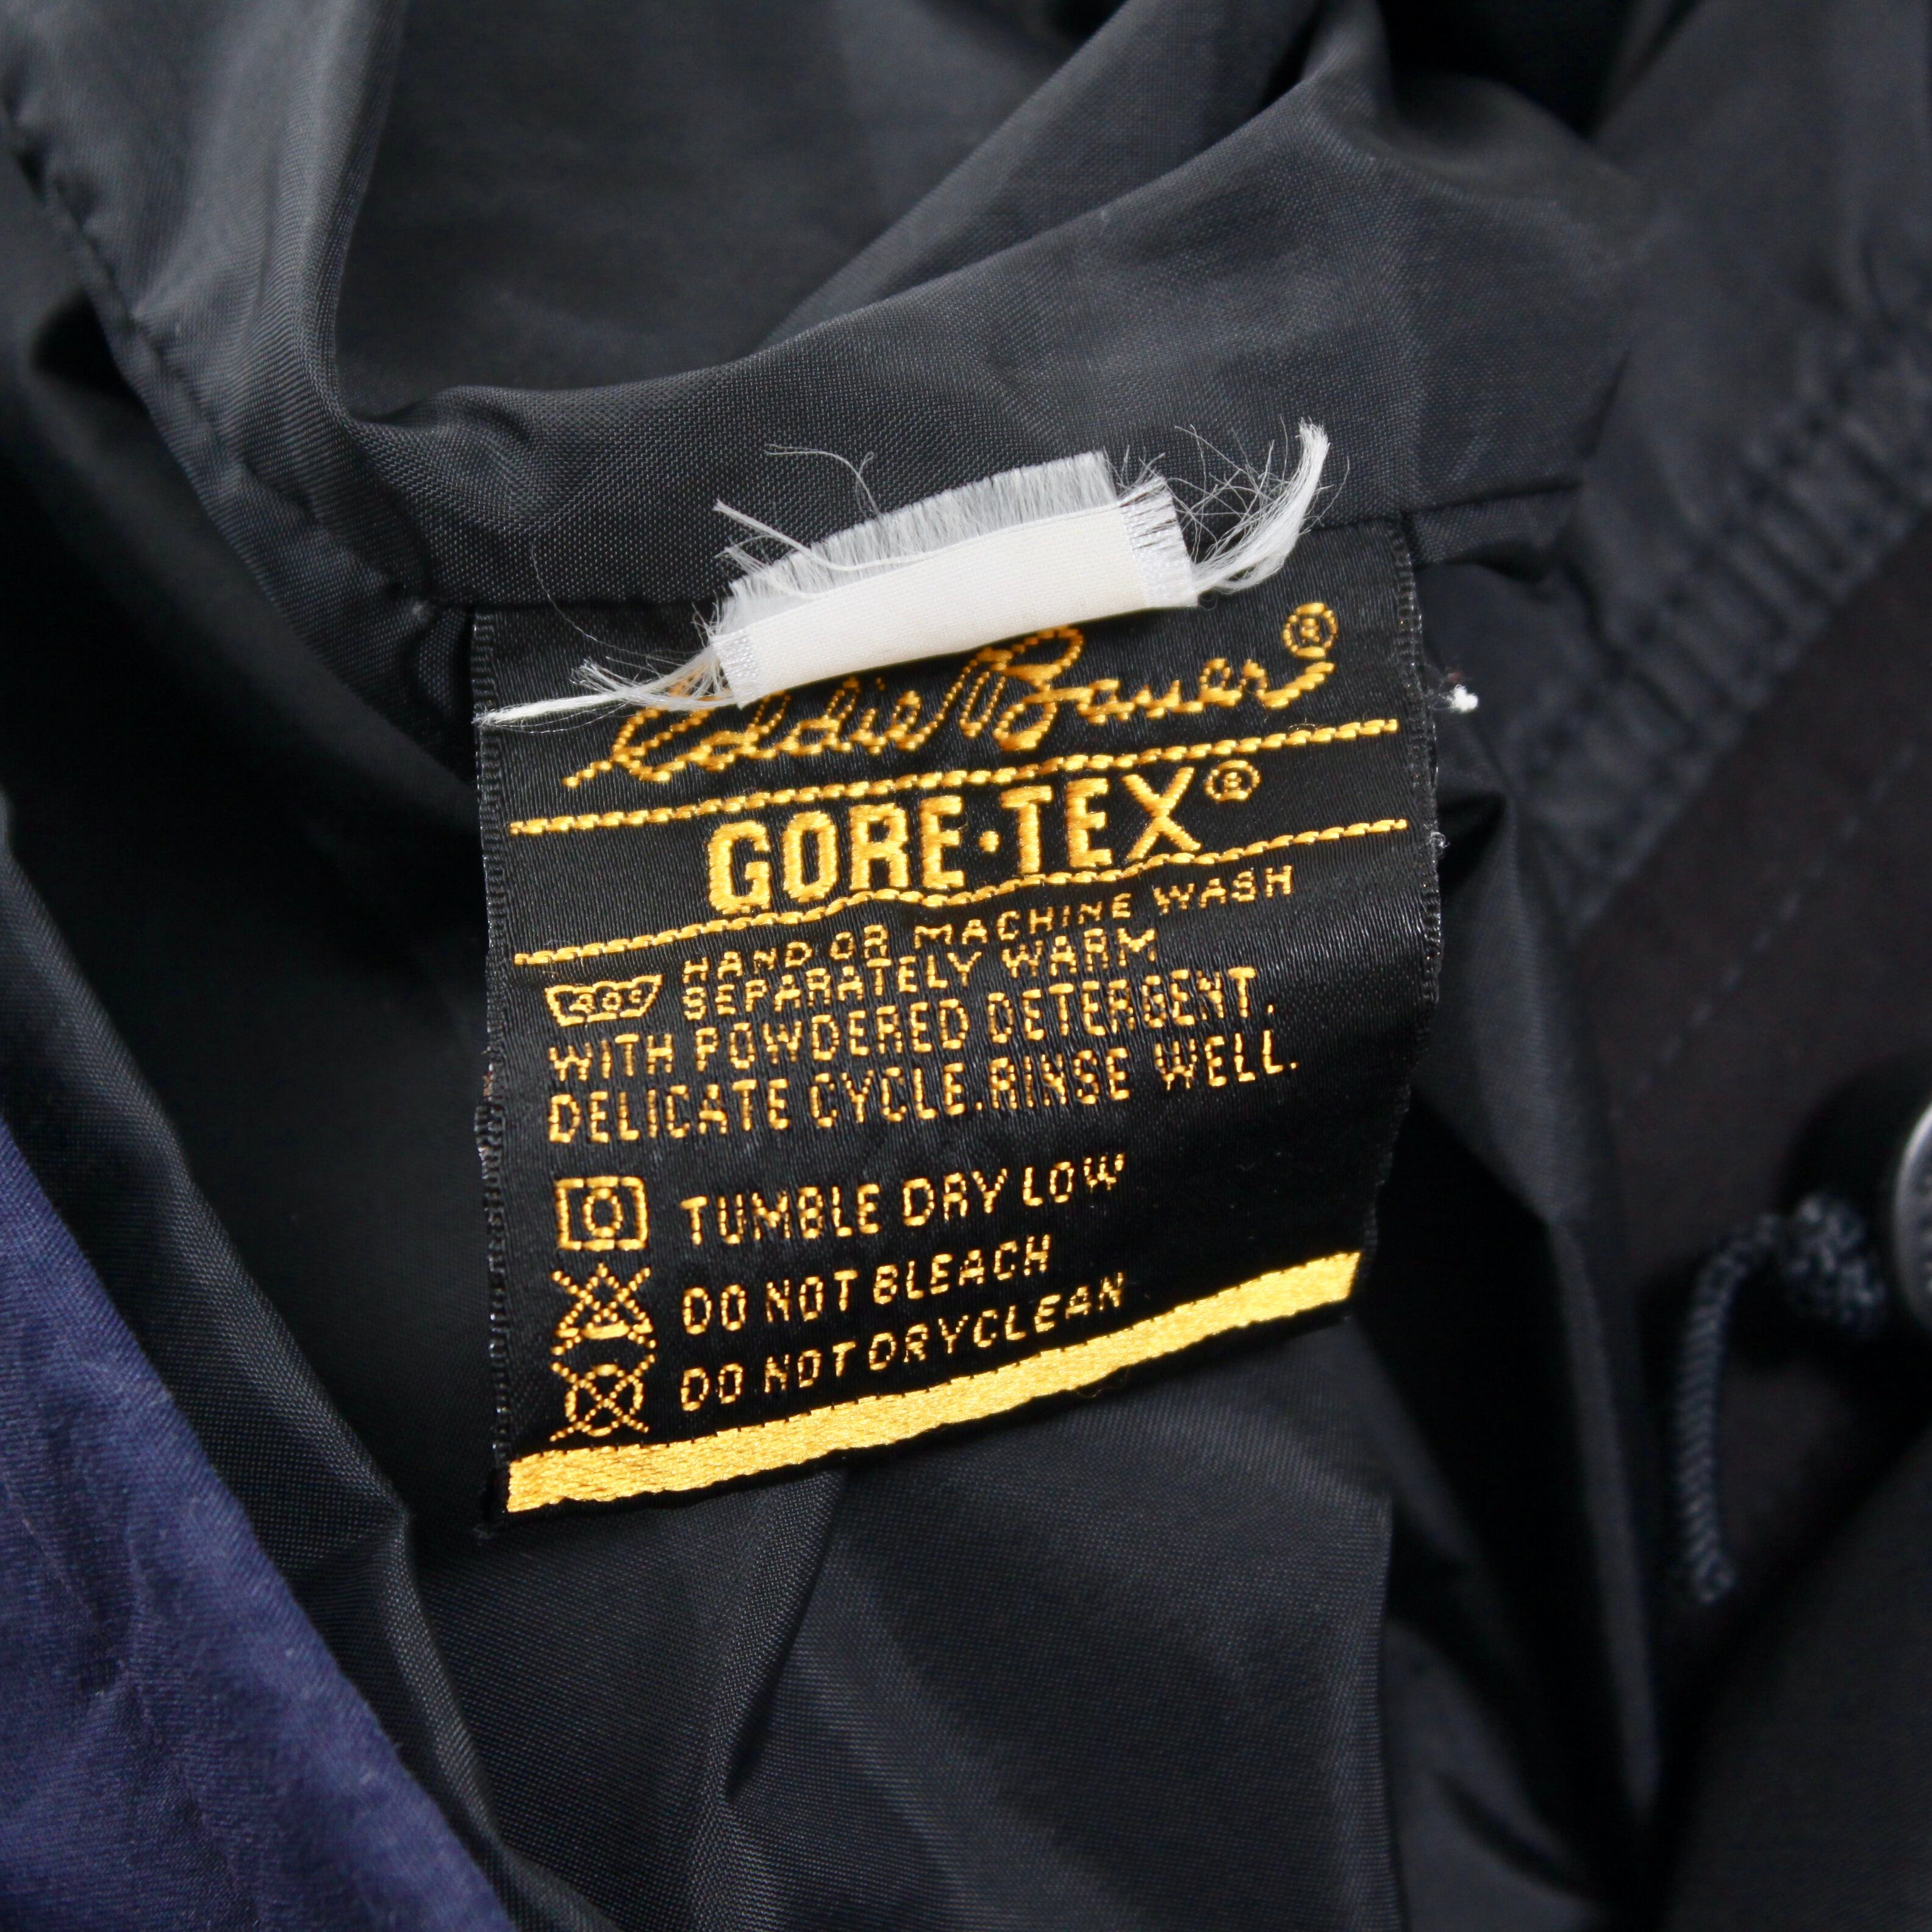 Eddie Bauer®
GORE·TEX®
HAND OR MACHINE WASH
40° SEPARATELY WARM
WITH POWDERED DETERGENT.
DELICATE CYCLE.RINSE WELL.
TUMBLE DRY LOW
DO NOT BLEACH
DO NOT DRYCLEAN